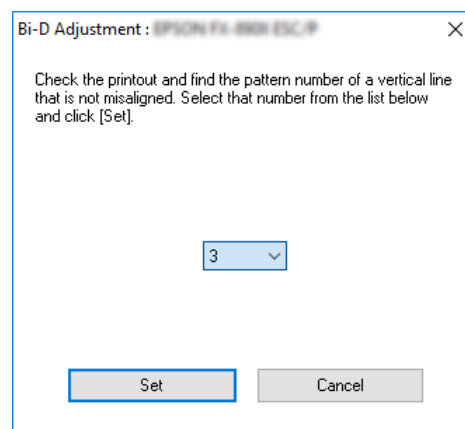 Bi-D Adjustment :
Check the printout and find the pattern number of a vertical line
that is not misaligned. Select that number from the list below
and click [Set].
3
Set Cancel